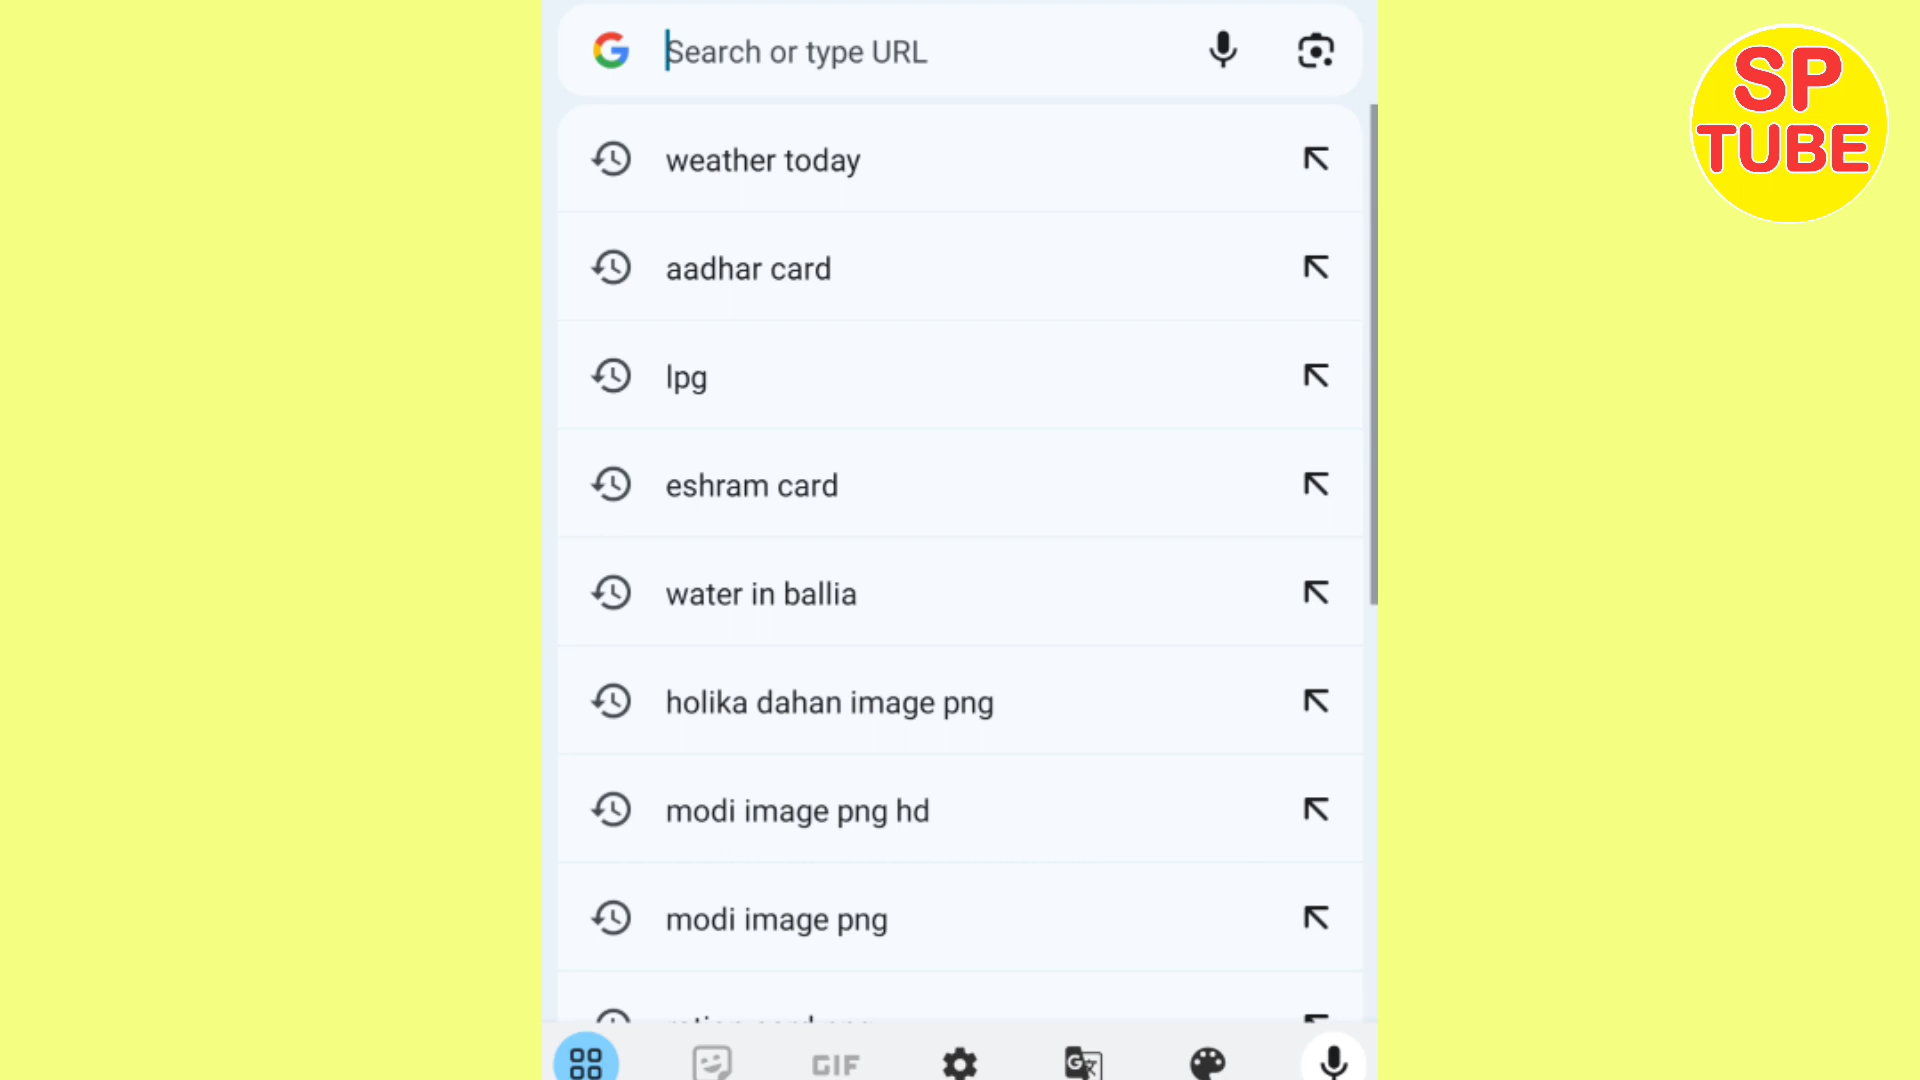 Search or type URL
SP
TUBE
weather today
aadhar card
lpg
eshram card
water in ballia
holika dahan image png
modi image png hd
modi image png
GIF